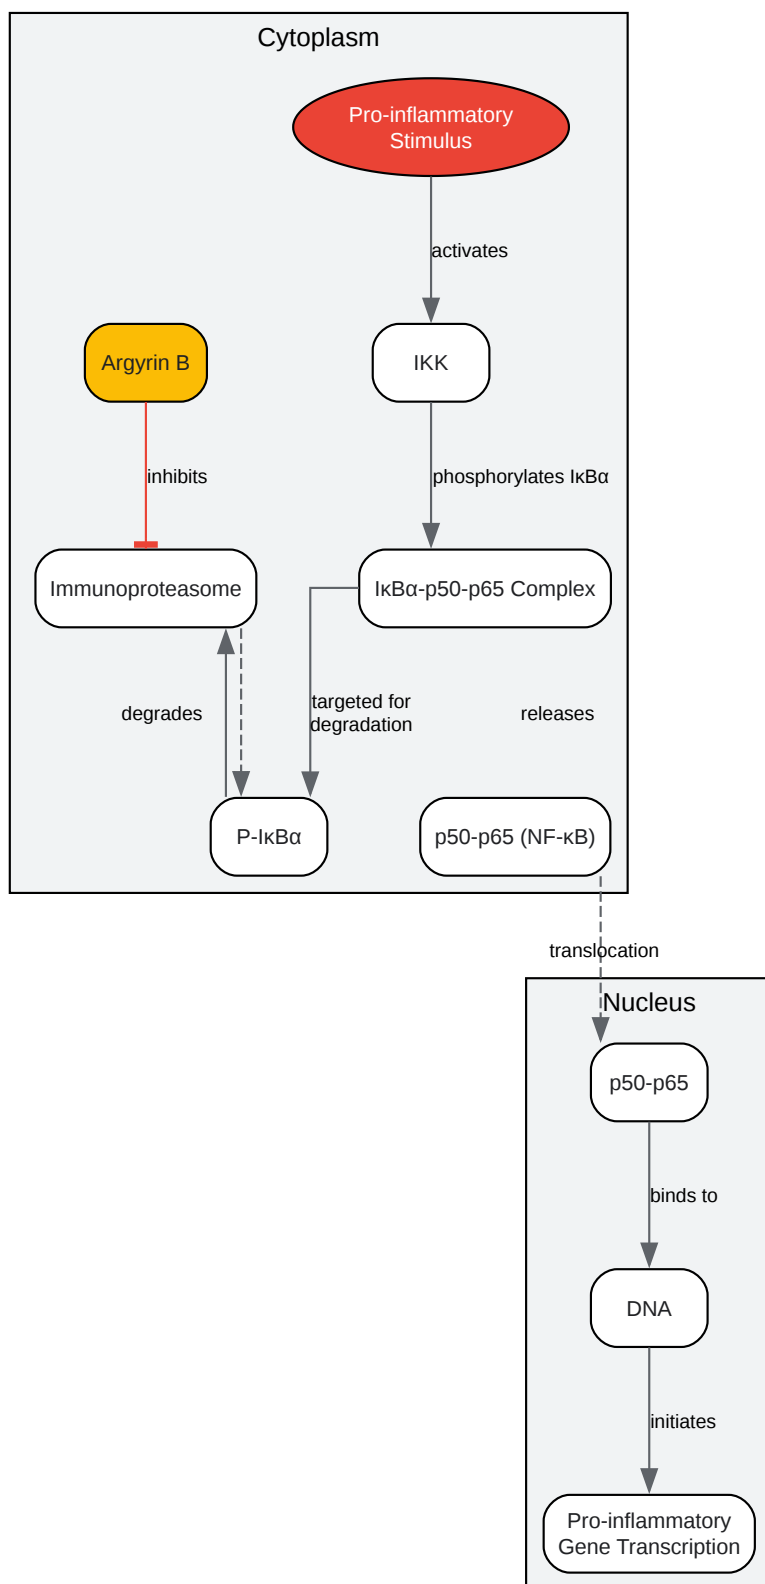 Cytoplasm
Pro-inflammatory
Stimulus
activates
Argyrin B
IKK
inhibits
phosphorylates IκBα
Immunoproteasome
IκBα-p50-p65 Complex
degrades
targeted for
degradation
releases
P-IκBα
p50-p65 (NF-κB)
translocation
Nucleus
p50-p65
binds to
DNA
initiates
Pro-inflammatory
Gene Transcription